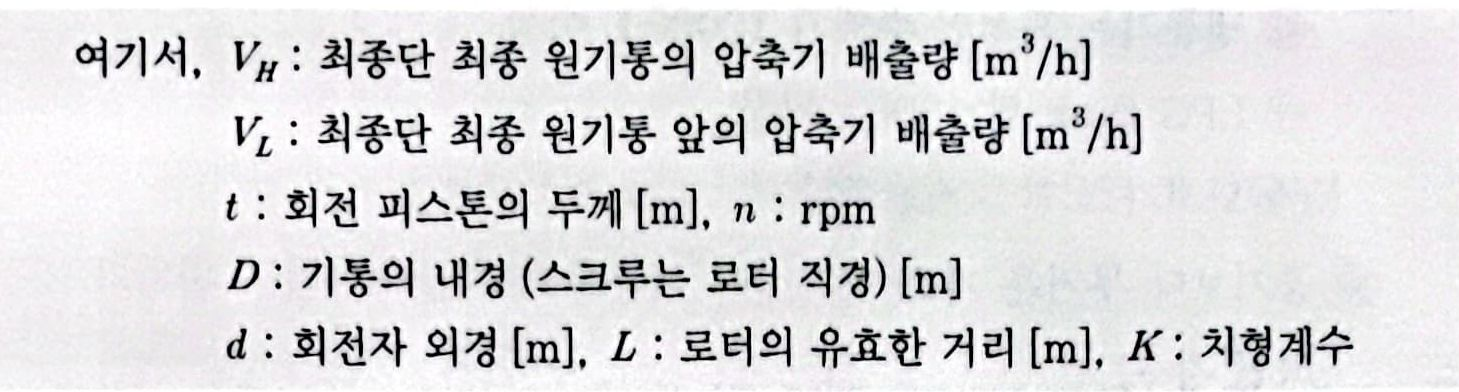 여기서, V_H : 최종단 최종 원기통의 압축기 배출량 [m³/h]
V_L : 최종단 최종 원기통 앞의 압축기 배출량 [m³/h]
t : 회전 피스톤의 두께 [m], n : rpm
D : 기통의 내경 (스크루는 로터 직경) [m]
d : 회전자 외경 [m], L : 로터의 유효한 거리 [m], K : 치형계수